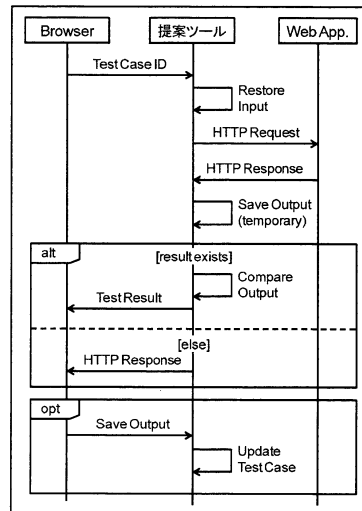 Browser
提案ツール
Web App.
Test Case ID
Restore
Input
HTTP Request
HTTP Response
Save Output
(temporary)
alt
[result exists]
Compare
Output
Test Result
[else]
HTTP Response
opt
Save Output
Update
Test Case